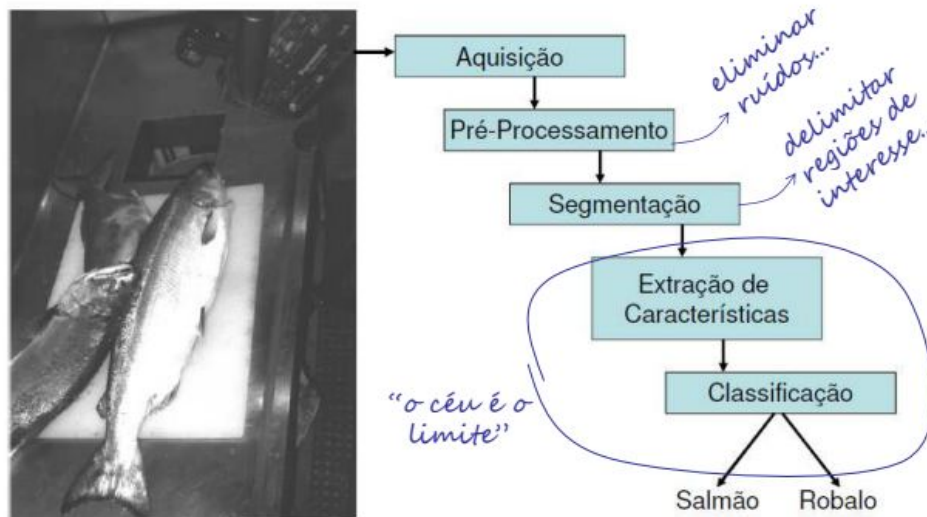 Aquisição
eliminar
ruídos...
Pré-Processamento
delimitar
regiões de
interesse...
Segmentação
Extração de
Características
Classificação
"o céu é o
limite"
Salmão
Robalo